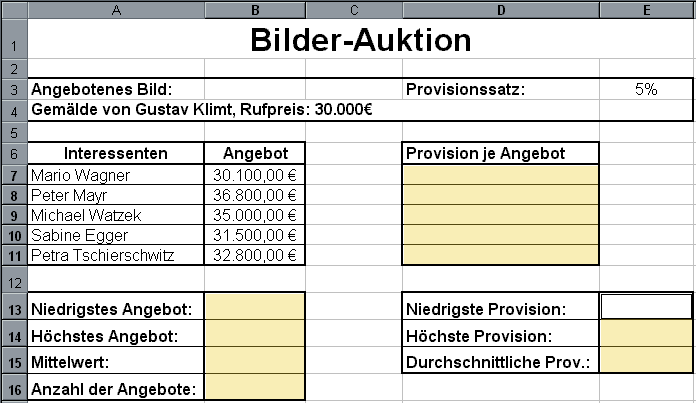 A B C D E
1 Bilder-Auktion
2
3 Angebotenes Bild: Provisionssatz: 5%
4 Gemälde von Gustav Klimt, Rufpreis: 30.000€
5
6 Interessenten Angebot Provision je Angebot
7 Mario Wagner 30.100,00 €
8 Peter Mayr 36.800,00 €
9 Michael Watzek 35.000,00 €
10 Sabine Egger 31.500,00 €
11 Petra Tschierschwitz 32.800,00 €
12
13 Niedrigstes Angebot: Niedrigste Provision:
14 Höchstes Angebot: Höchste Provision:
15 Mittelwert: Durchschnittliche Prov.:
16 Anzahl der Angebote: